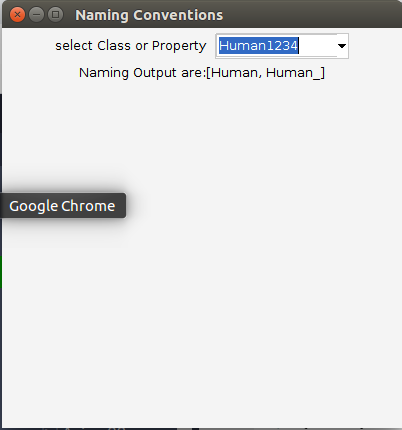 Naming Conventions
select Class or Property Human1234
Naming Output are:[Human, Human_]
Google Chrome